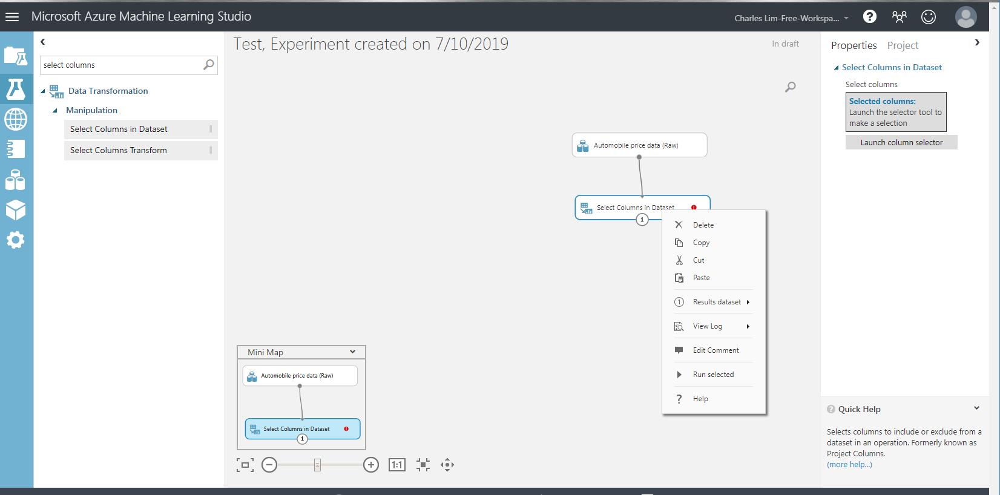 Microsoft Azure Machine Learning Studio
Charles Lim-Free-Workspa...
select columns
Data Transformation
Manipulation
Select Columns in Dataset
Select Columns Transform
Test, Experiment created on 7/10/2019
In draft
Automobile price data (Raw)
Select Columns in Dataset
1
Delete
Copy
Cut
Paste
1
Results dataset
View Log
Edit Comment
Run selected
Help
Mini Map
Automobile price data (Raw)
Select Columns in Dataset
1
1:1
Properties
Project
Select Columns in Dataset
Select columns
Selected columns:
Launch the selector tool to
make a selection
Launch column selector
Quick Help
Selects columns to include or exclude from a
dataset in an operation. Formerly known as
Project Columns.
(more help...)